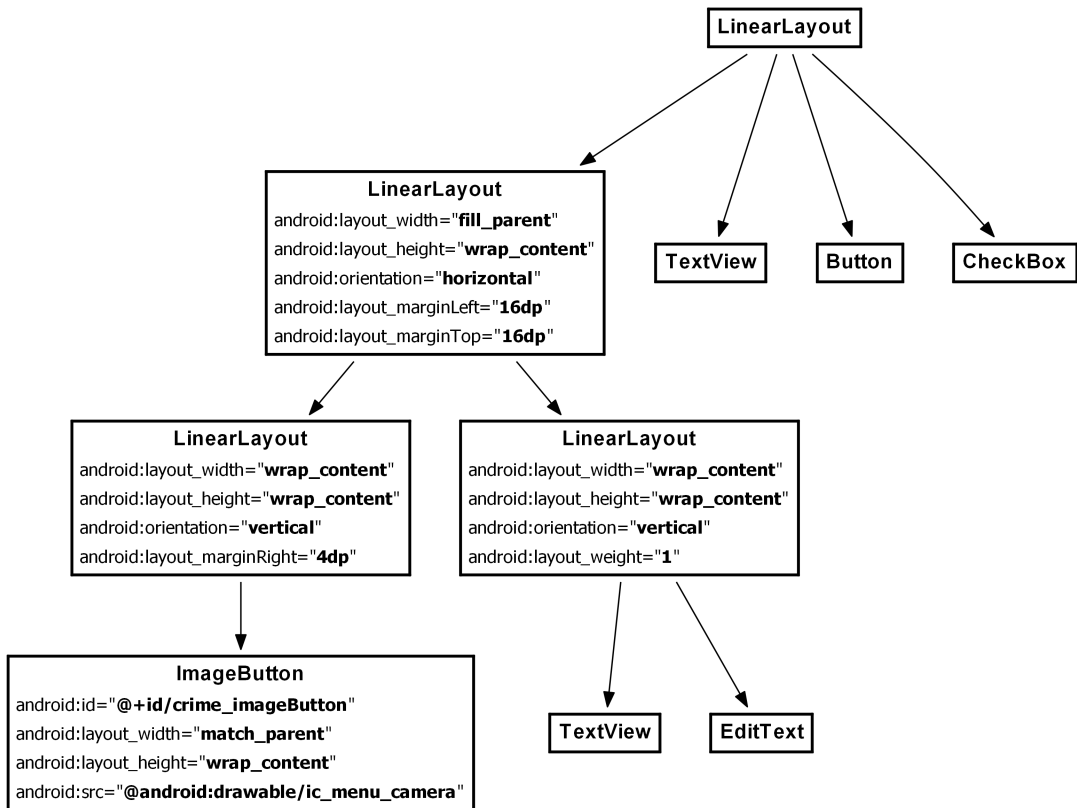 LinearLayout
LinearLayout
android:layout_width="fill_parent"
android:layout_height="wrap_content"
android:orientation="horizontal"
android:layout_marginLeft="16dp"
android:layout_marginTop="16dp"
TextView
Button
CheckBox
LinearLayout
android:layout_width="wrap_content"
android:layout_height="wrap_content"
android:orientation="vertical"
android:layout_marginRight="4dp"
LinearLayout
android:layout_width="wrap_content"
android:layout_height="wrap_content"
android:orientation="vertical"
android:layout_weight="1"
ImageButton
android:id="@+id/crime_imageButton"
android:layout_width="match_parent"
android:layout_height="wrap_content"
android:src="@android:drawable/ic_menu_camera"
TextView
EditText